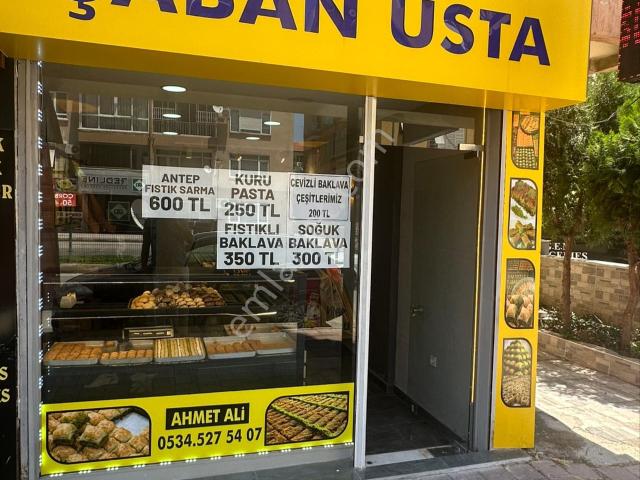 ŞABAN USTA
ANTEP
FISTIK SARMA
600 TL
KURU
PASTA
250 TL
CEVİZLİ BAKLAVA
ÇEŞİTLERİMİZ
200 TL
FISTIKLI
BAKLAVA
350 TL
SOĞUK
BAKLAVA
300 TL
AHMET ALİ
0534.527 54 07
REDLINE